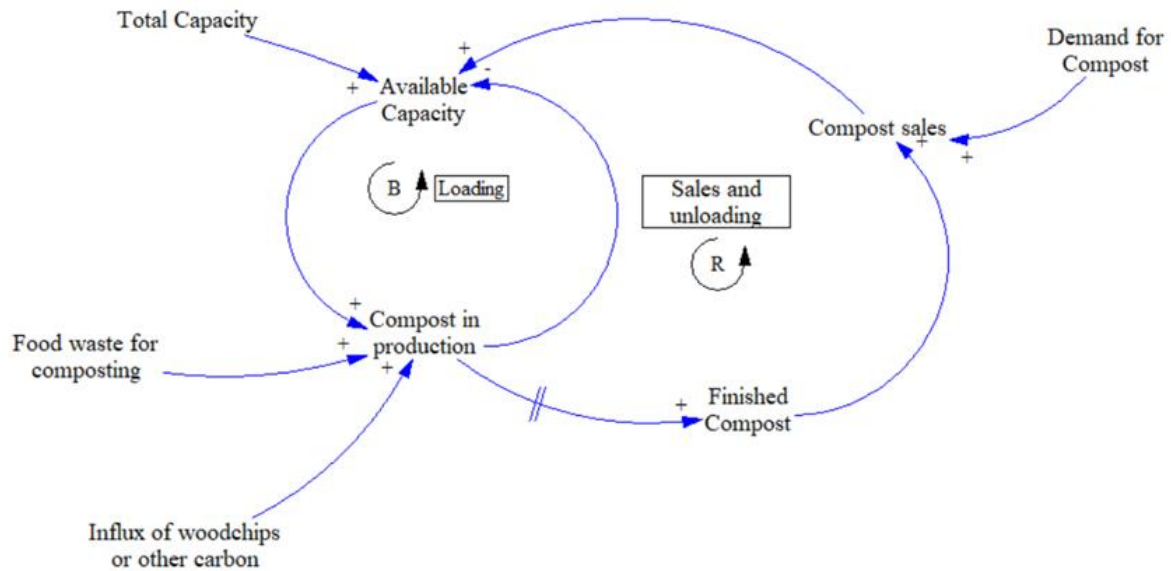 Total Capacity
+
Demand for
Compost
-
+
Available
Capacity
Compost sales
+
+
B
Loading
Sales and
unloading
R
+
Compost in
production
+
+
Food waste for
composting
+
Finished
Compost
Influx of woodchips
or other carbon